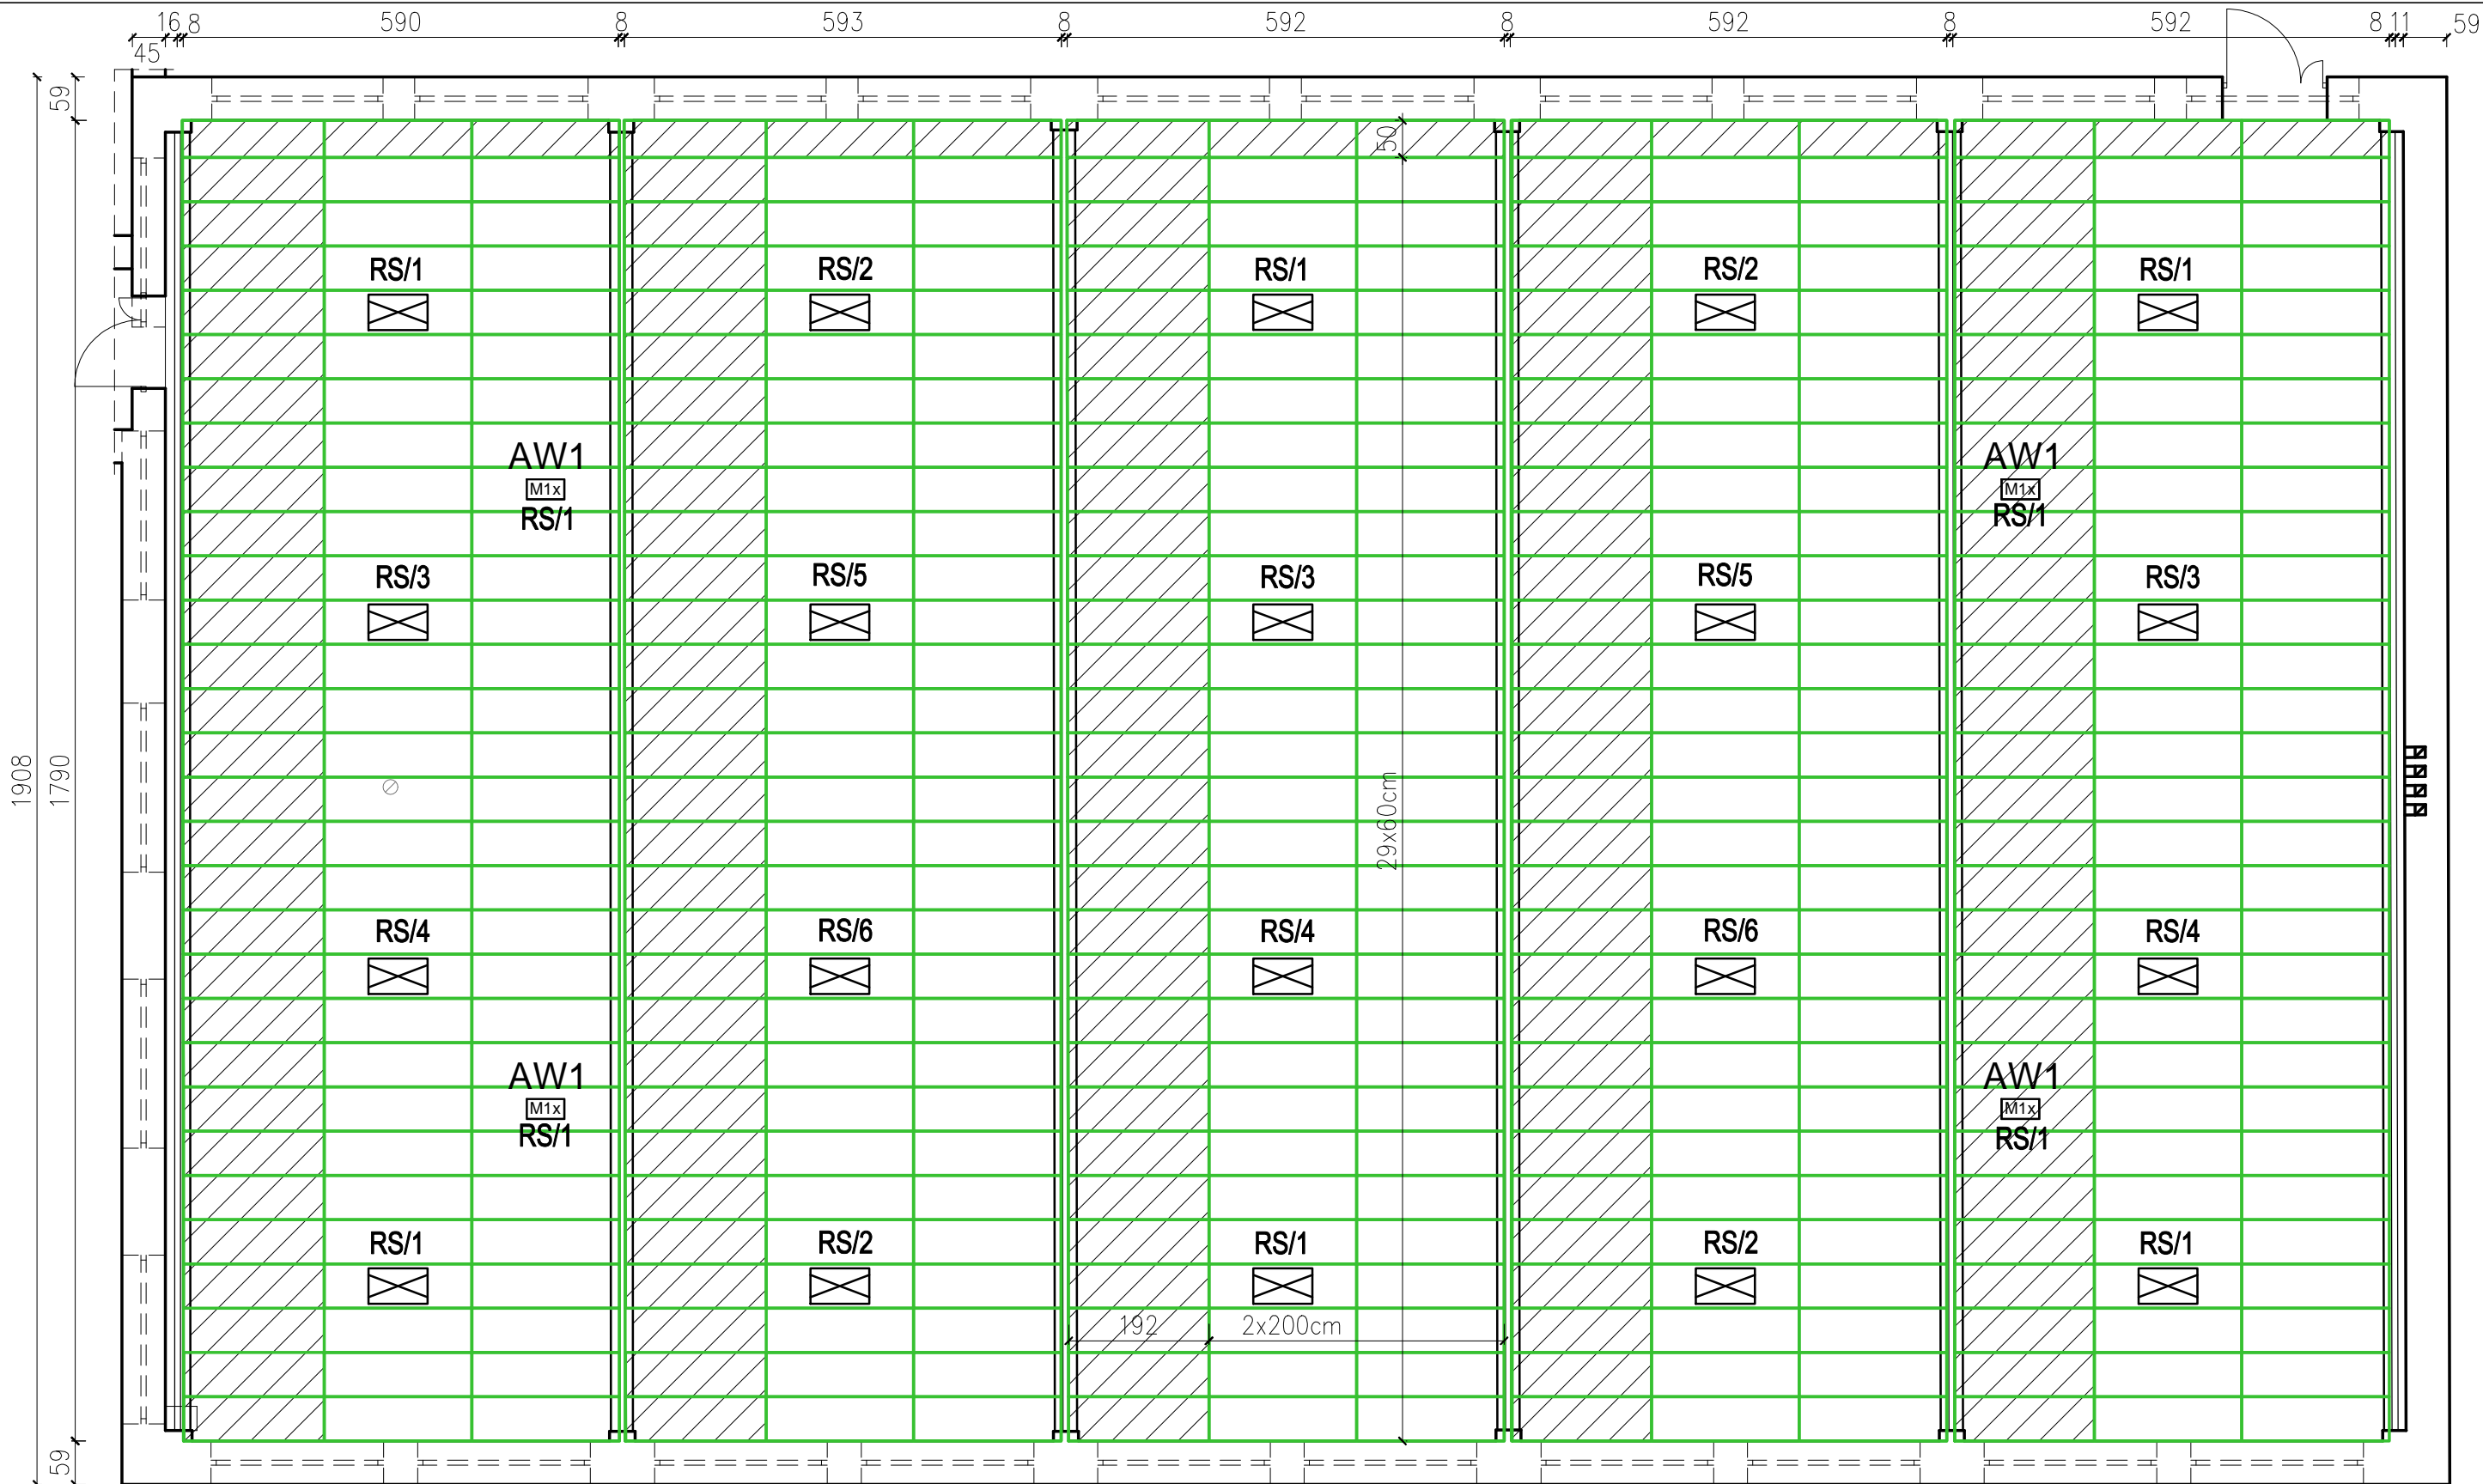 16 8 590 8 593 8 592 8 592 8 592 8 11 59
45
59
50
RS/1 RS/2 RS/1 RS/2 RS/1
AW1 AW1
M1x M1x
RS/1 RS/1
RS/3 RS/5 RS/3 RS/5 RS/3
1908
1790
29x60cm
RS/4 RS/6 RS/4 RS/6 RS/4
AW1 AW1
M1x M1x
RS/1 RS/1
RS/1 RS/2 RS/1 RS/2 RS/1
192 2x200cm
59